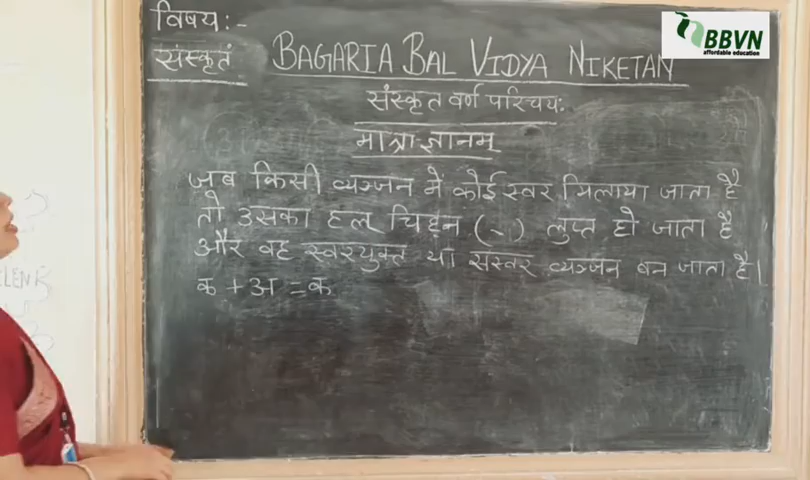 विषय:-
संस्कृतं
BAGARIA BAL VIDYA NIKETAN
BBVN
affordable education
संस्कृत वर्ण परिचय:
मात्रा ज्ञानम्
जब किसी व्यञ्जन में कोई स्वर मिलाया जाता है
तो उसका हल् चिह्न (-) लुप्त हो जाता है
और वह स्वरयुक्त या सस्वर व्यञ्जन बन जाता है।
क + अ = क